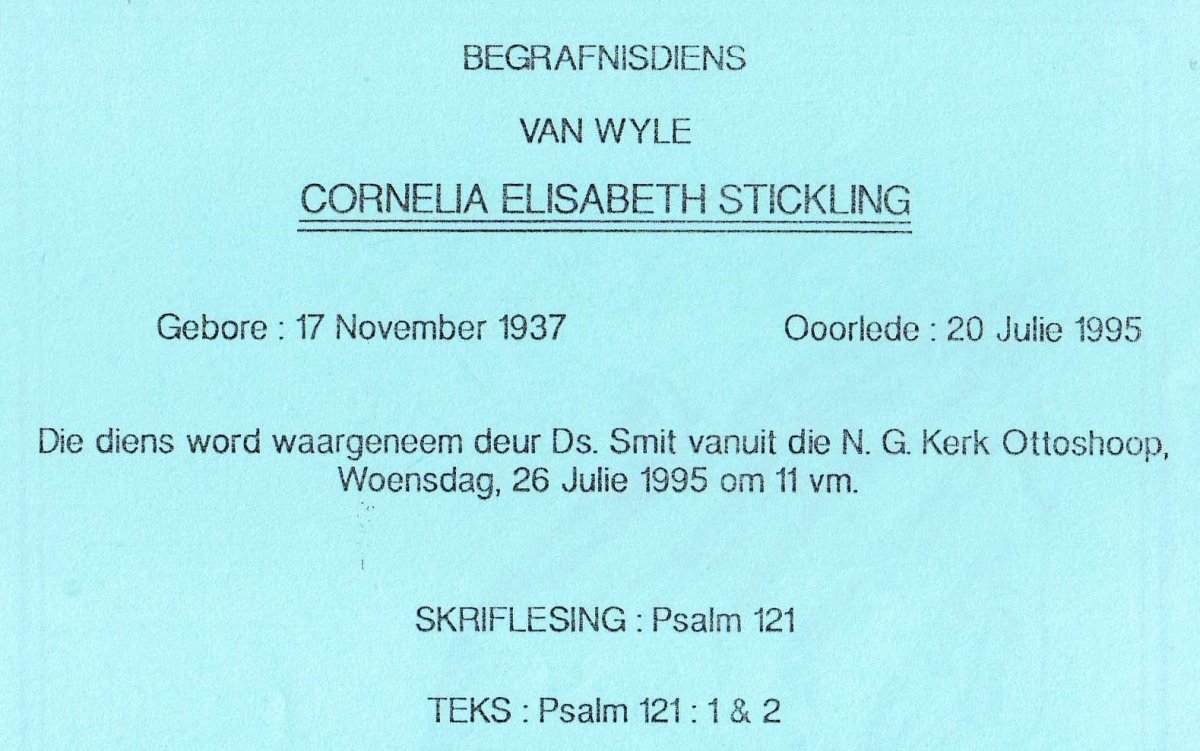 BEGRAFNISDIENS
VAN WYLE
CORNELIA ELISABETH STICKLING
Gebore : 17 November 1937 Ooorlede : 20 Julie 1995
Die diens word waargeneem deur Ds. Smit vanuit die N. G. Kerk Ottoshoop,
Woensdag, 26 Julie 1995 om 11 vm.
SKRIFLESING : Psalm 121
TEKS : Psalm 121 : 1 & 2